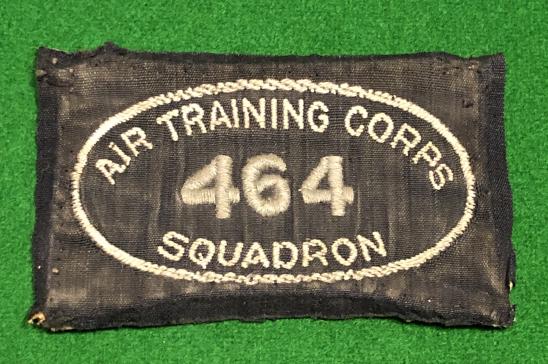 AIR TRAINING CORPS
464
SQUADRON